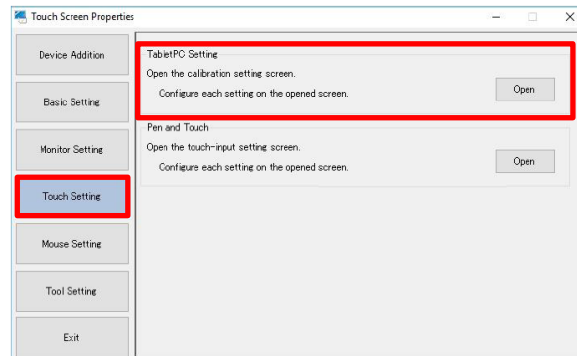 Touch Screen Properties
Device Addition
Basic Setting
Monitor Setting
Touch Setting
Mouse Setting
Tool Setting
Exit
TabletPC Setting
Open the calibration setting screen.
Configure each setting on the opened screen.
Open
Pen and Touch
Open the touch-input setting screen.
Configure each setting on the opened screen.
Open